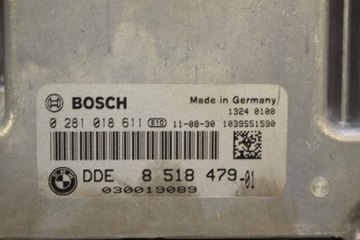 BOSCH
Made in Germany
1324 0100
0 281 018 611 11-08-30 1039S51590
BMW
DDE 8 518 479-01
030019089